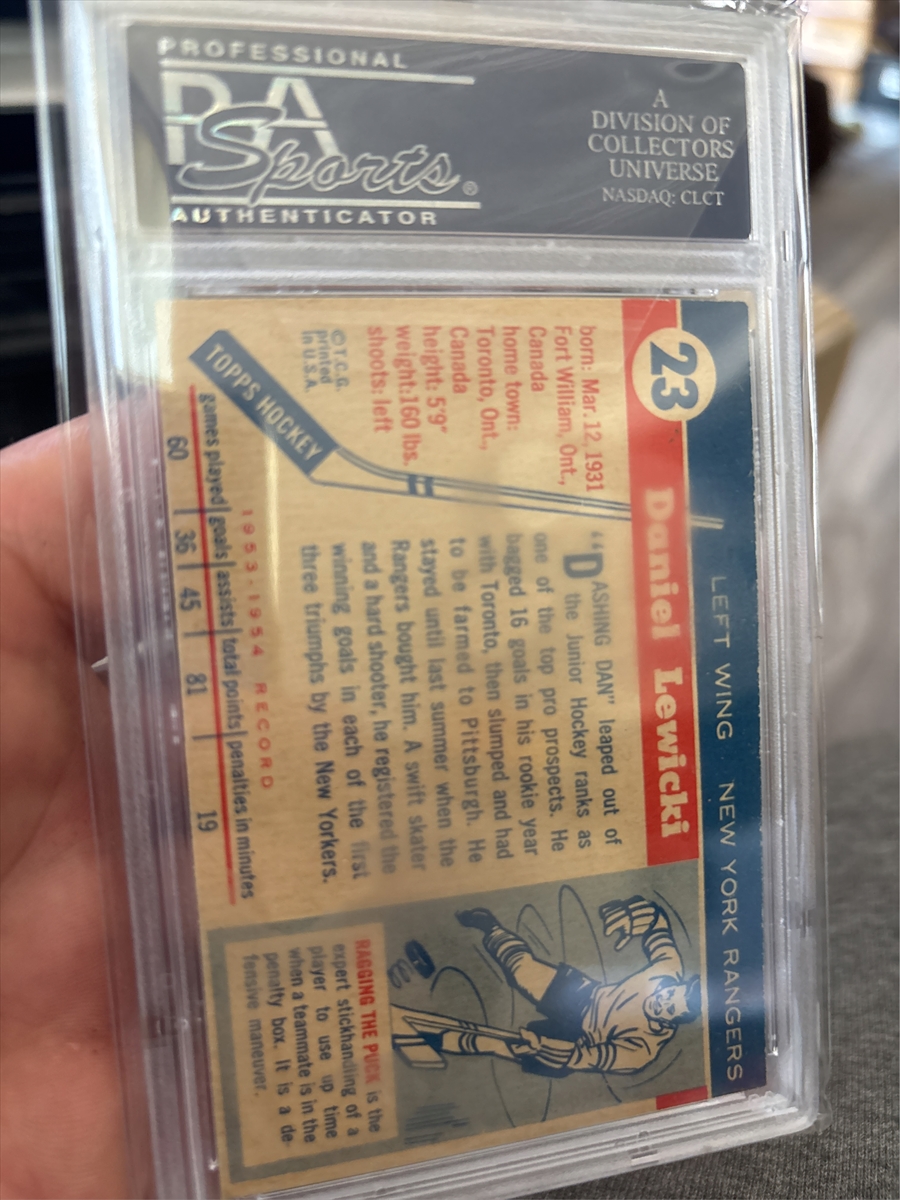 PROFESSIONAL
PSA
Sports®
AUTHENTICATOR
A
DIVISION OF
COLLECTORS
UNIVERSE
NASDAQ: CLCT
LEFT WING NEW YORK RANGERS
23
Daniel Lewicki
born: Mar. 12, 1931
Fort William, Ont.,
Canada
home town:
Toronto, Ont.,
Canada
height: 5'9"
weight: 160 lbs.
shoots: left
© T.C.G.
printed
in U.S.A.
TOPPS HOCKEY
"DASHING DAN" leaped out of
the Junior Hockey ranks as
one of the top pro prospects. He
bagged 16 goals in his rookie year
with Toronto, then slumped and had
to be farmed to Pittsburgh. He
stayed until last summer when the
Rangers bought him. A swift skater
and a hard shooter, he registered the
winning goals in each of the first
three triumphs by the New Yorkers.
1953-1954 RECORD
games played goals assists total points penalties in minutes
60 36 45 81 19
RAGGING THE PUCK is the
expert stickhandling of a
player to use up time
when a teammate is in the
penalty box. It is a de-
fensive maneuver.